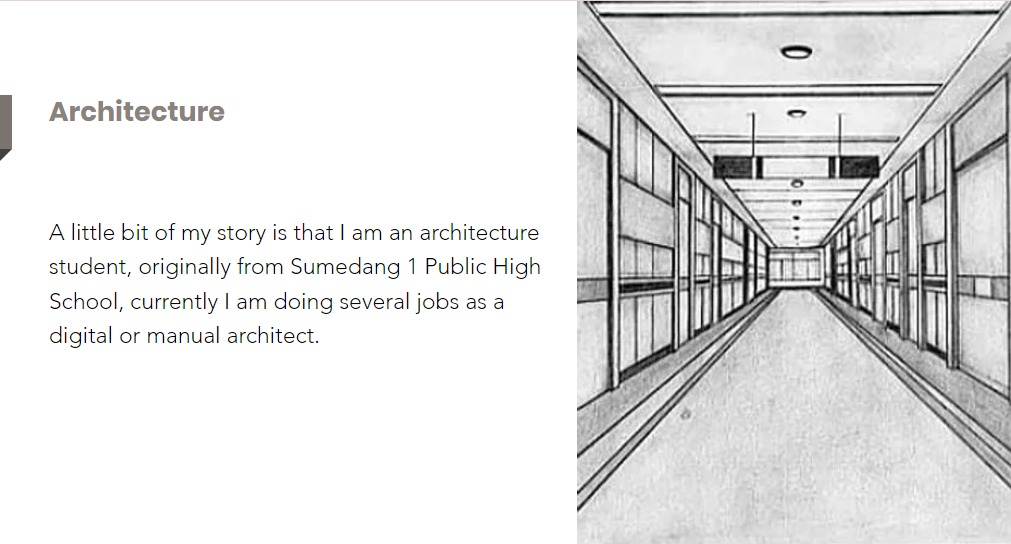 Architecture
A little bit of my story is that I am an architecture
student, originally from Sumedang 1 Public High
School, currently I am doing several jobs as a
digital or manual architect.